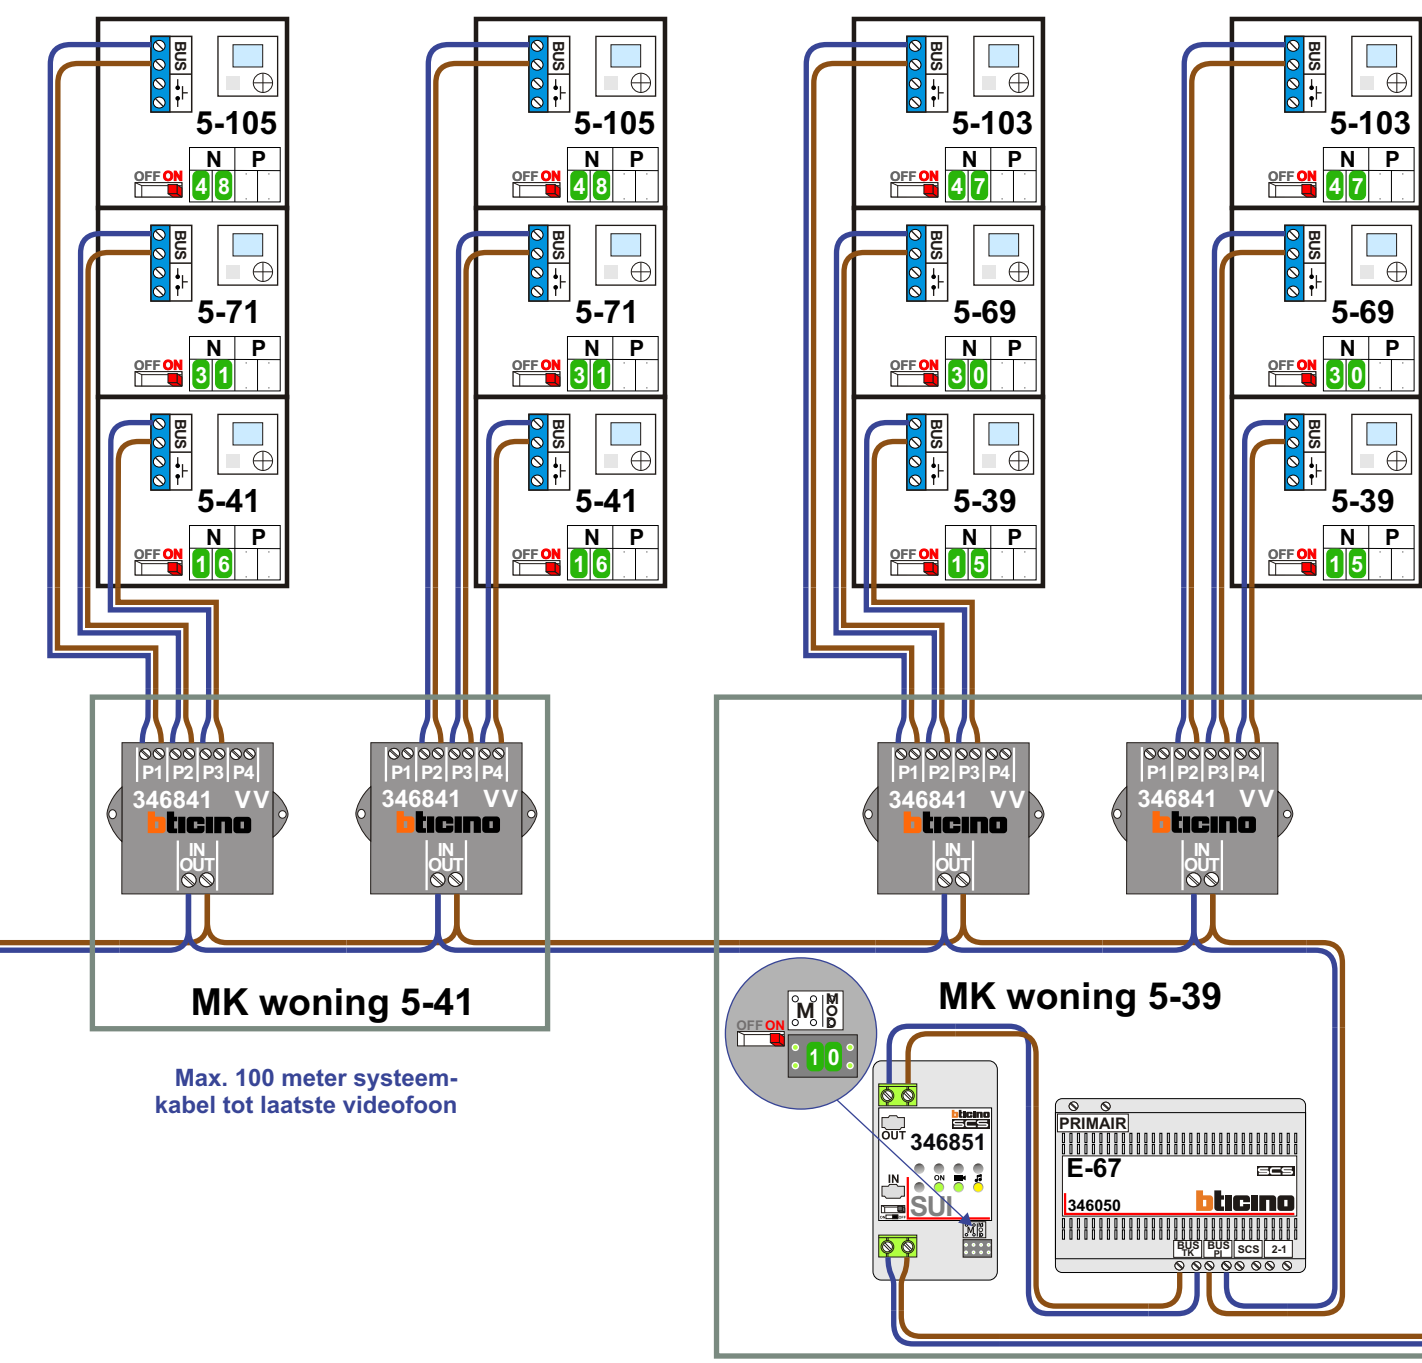 BUS
5-105
N P
OFF ON
4 8
BUS
5-105
N P
OFF ON
4 8
BUS
5-103
N P
OFF ON
4 7
BUS
5-103
N P
OFF ON
4 7
BUS
5-71
N P
OFF ON
3 1
BUS
5-71
N P
OFF ON
3 1
BUS
5-69
N P
OFF ON
3 0
BUS
5-69
N P
OFF ON
3 0
BUS
5-41
N P
OFF ON
1 6
BUS
5-41
N P
OFF ON
1 6
BUS
5-39
N P
OFF ON
1 5
BUS
5-39
N P
OFF ON
1 5
P1 P2 P3 P4
346841 VV
bticino
IN
OUT
P1 P2 P3 P4
346841 VV
bticino
IN
OUT
P1 P2 P3 P4
346841 VV
bticino
IN
OUT
P1 P2 P3 P4
346841 VV
bticino
IN
OUT
MK woning 5-41
MK woning 5-39
Max. 100 meter systeem-
kabel tot laatste videofoon
M MOD
OFF ON
1 0
bticino
SCS
OUT
346851
ON
IN
SUI
M MOD
PRIMAIR
E-67
SCS
346050
bticino
BUS TK
BUS PI
SCS
2-1